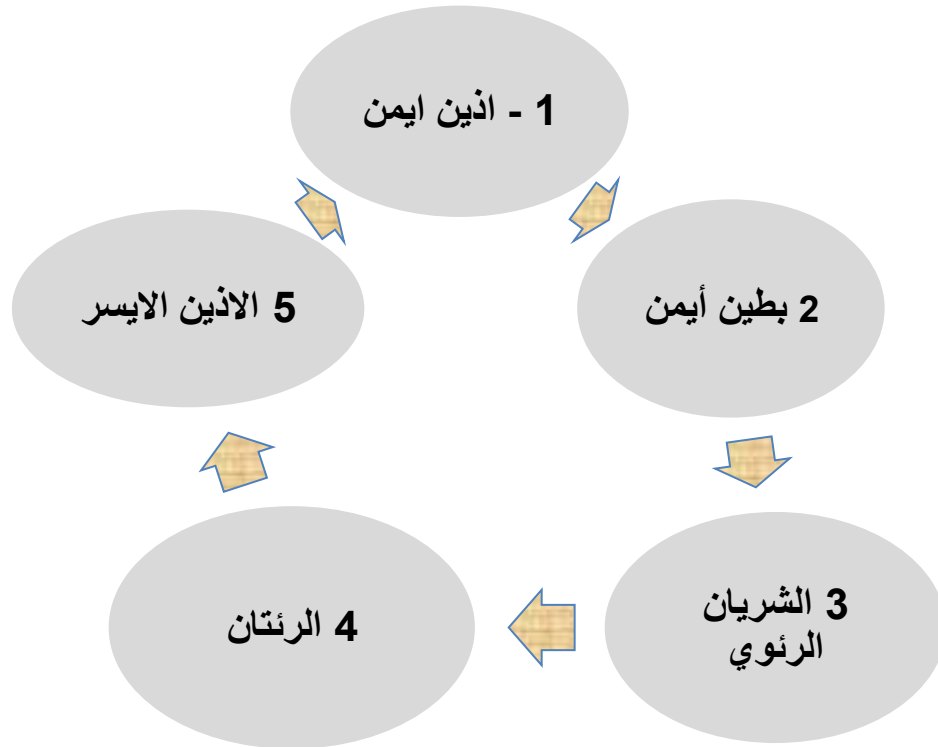 1 - اذين ايمن
2 بطين أيمن
3 الشريان
الرئوي
4 الرئتان
5 الاذين الايسر